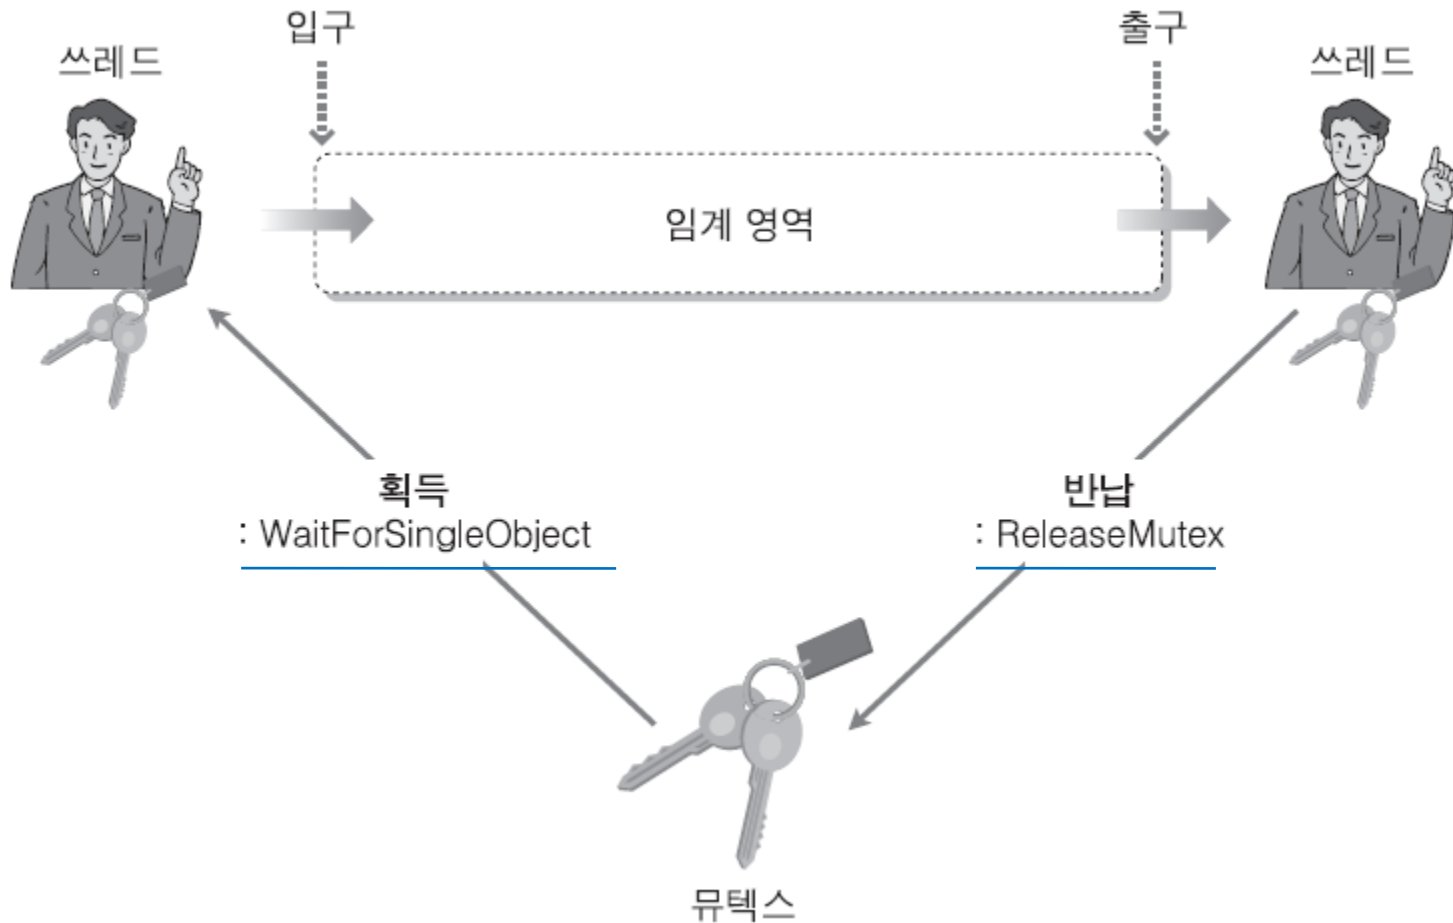 입구
출구
쓰레드
쓰레드
임계 영역
획득
: WaitForSingleObject
반납
: ReleaseMutex
뮤텍스